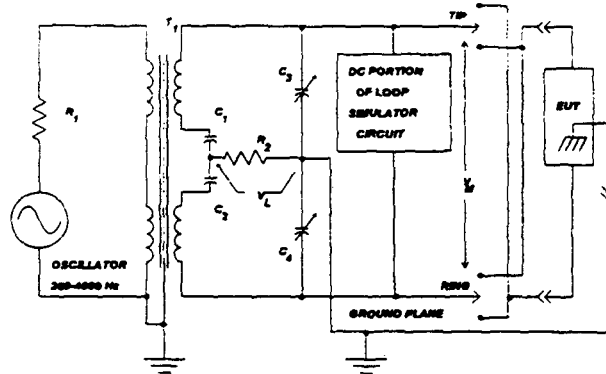 T1
TIP
R1
C1
C2
R2
C3
C4
VL
DC PORTION
OF LOOP
SIMULATOR
CIRCUIT
VM
EUT
OSCILLATOR
RING
GROUND PLANE